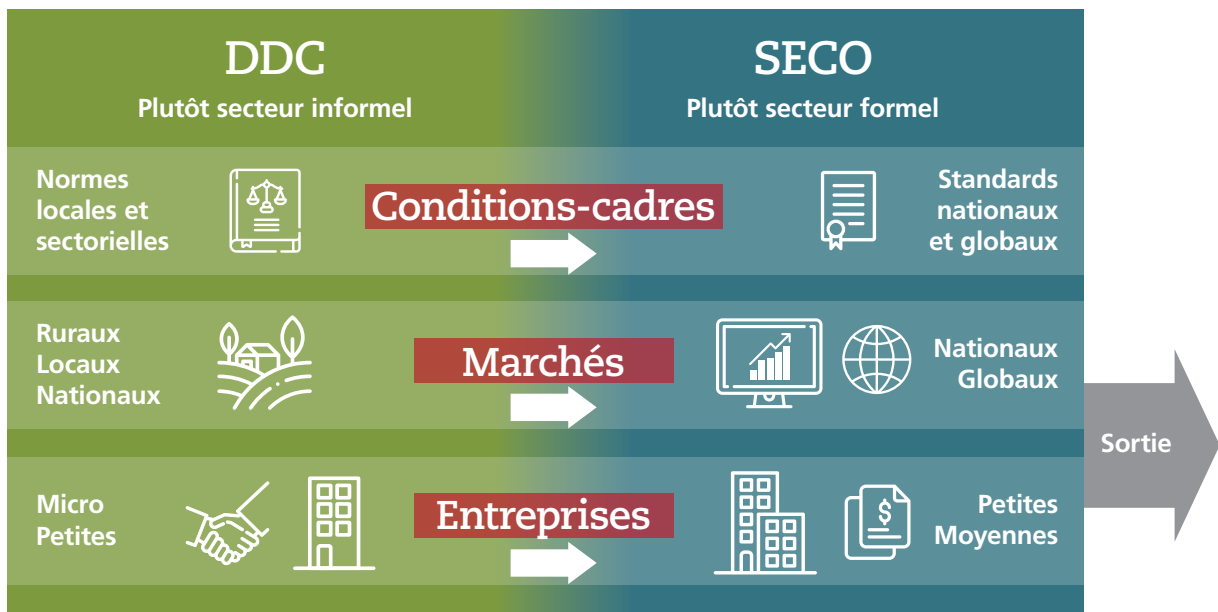 DDC
Plutôt secteur informel
SECO
Plutôt secteur formel
Normes
locales et
sectorielles
Conditions-cadres
Standards
nationaux
et globaux
Ruraux
Locaux
Nationaux
Marchés
Nationaux
Globaux
Sortie
Micro
Petites
Entreprises
$
Petites
Moyennes